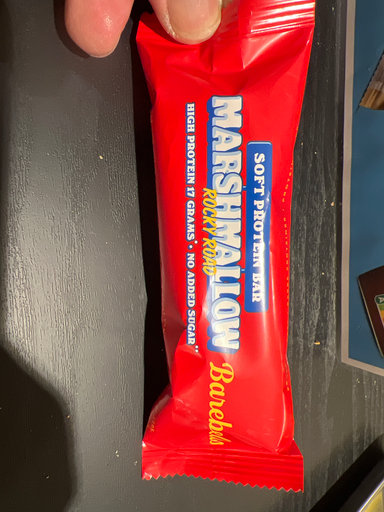 SOFT PROTEIN BAR
MARSHMALLOW
ROCKY ROAD
HIGH PROTEIN 17 GRAMS* • NO ADDED SUGAR**
Barebells